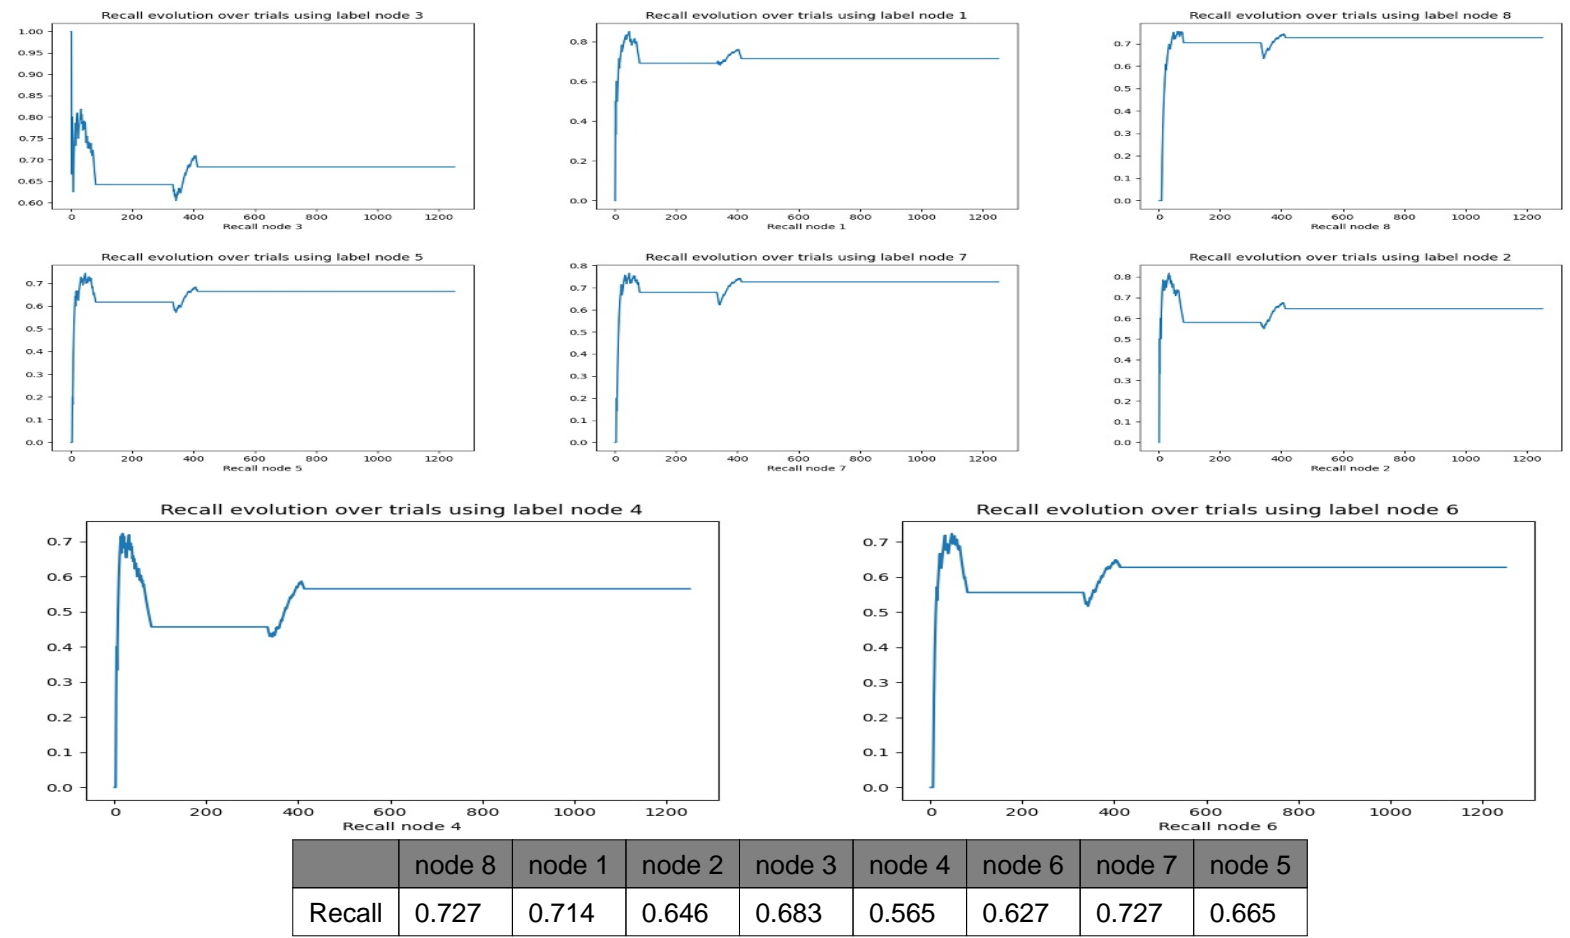 Recall evolution over trials using label node 3
1.00
0.95
0.90
0.85
0.80
0.75
0.70
0.65
0.60
0 200 400 600 800 1000 1200
Recall node 3
Recall evolution over trials using label node 1
0.8
0.6
0.4
0.2
0.0
0 200 400 600 800 1000 1200
Recall node 1
Recall evolution over trials using label node 8
0.7
0.6
0.5
0.4
0.3
0.2
0.1
0.0
0 200 400 600 800 1000 1200
Recall node 8
Recall evolution over trials using label node 5
0.7
0.6
0.5
0.4
0.3
0.2
0.1
0.0
0 200 400 600 800 1000 1200
Recall node 5
Recall evolution over trials using label node 7
0.8
0.7
0.6
0.5
0.4
0.3
0.2
0.1
0.0
0 200 400 600 800 1000 1200
Recall node 7
Recall evolution over trials using label node 2
0.8
0.7
0.6
0.5
0.4
0.3
0.2
0.1
0.0
0 200 400 600 800 1000 1200
Recall node 2
Recall evolution over trials using label node 4
0.7
0.6
0.5
0.4
0.3
0.2
0.1
0.0
0 200 400 600 800 1000 1200
Recall node 4
Recall evolution over trials using label node 6
0.7
0.6
0.5
0.4
0.3
0.2
0.1
0.0
0 200 400 600 800 1000 1200
Recall node 6
node 8 node 1 node 2 node 3 node 4 node 6 node 7 node 5
Recall 0.727 0.714 0.646 0.683 0.565 0.627 0.727 0.665